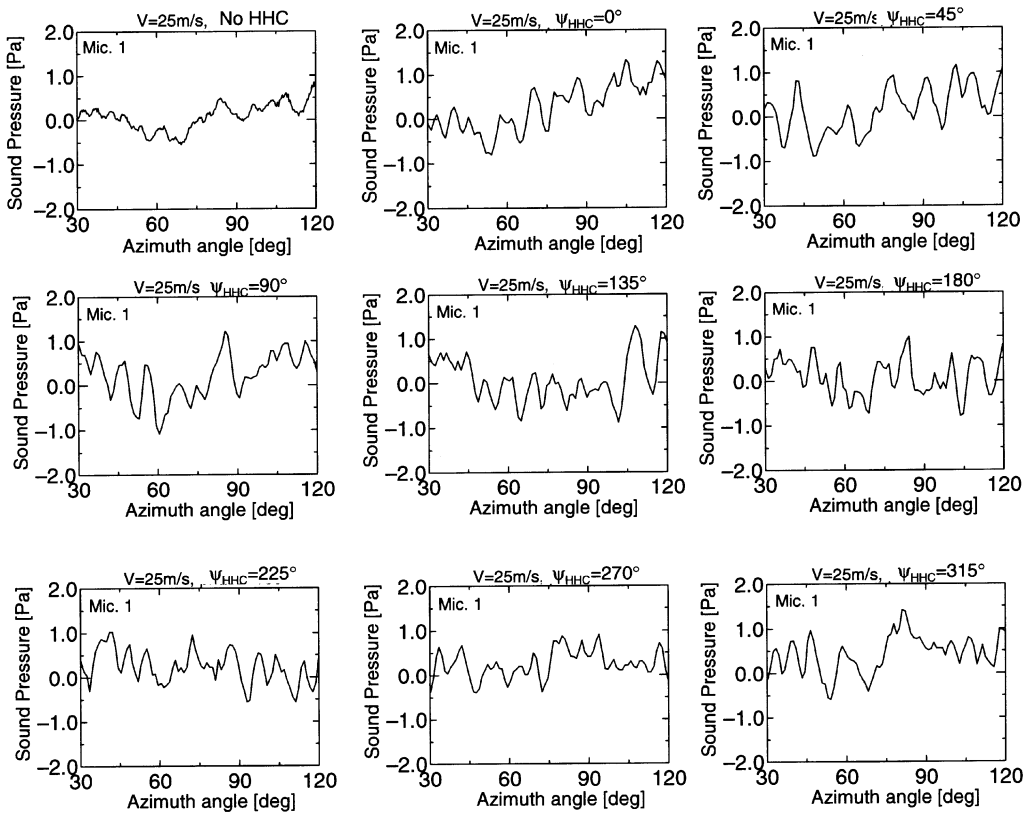 V=25m/s, No HHC
Sound Pressure [Pa]
2.0
1.0
0.0
−1.0
−2.0
Mic. 1
30 60 90 120
Azimuth angle [deg]
V=25m/s, ψHHC=0°
Sound Pressure [Pa]
2.0
1.0
0.0
−1.0
−2.0
Mic. 1
30 60 90 120
Azimuth angle [deg]
V=25m/s ψHHC=45°
Sound Pressure [Pa]
2.0
1.0
0.0
−1.0
−2.0
Mic. 1
30 60 90 120
Azimuth angle [deg]
V=25m/s ψHHC=90°
Sound Pressure [Pa]
2.0
1.0
0.0
−1.0
−2.0
Mic. 1
30 60 90 120
Azimuth angle [deg]
V=25m/s, ψHHC=135°
Sound Pressure [Pa]
2.0
1.0
0.0
−1.0
−2.0
Mic. 1
30 60 90 120
Azimuth angle [deg]
V=25m/s. ψHHC=180°
Sound Pressure [Pa]
2.0
1.0
0.0
−1.0
−2.0
Mic. 1
30 60 90 120
Azimuth angle [deg]
V=25m/s, ψHHC=225°
Sound Pressure [Pa]
2.0
1.0
0.0
−1.0
−2.0
Mic. 1
30 60 90 120
Azimuth angle [deg]
V=25m/s. ψHHC=270°
Sound Pressure [Pa]
2.0
1.0
0.0
−1.0
−2.0
Mic. 1
30 60 90 120
Azimuth angle [deg]
V=25m/s, ψHHC=315°
Sound Pressure [Pa]
2.0
1.0
0.0
−1.0
−2.0
Mic. 1
30 60 90 120
Azimuth angle [deg]